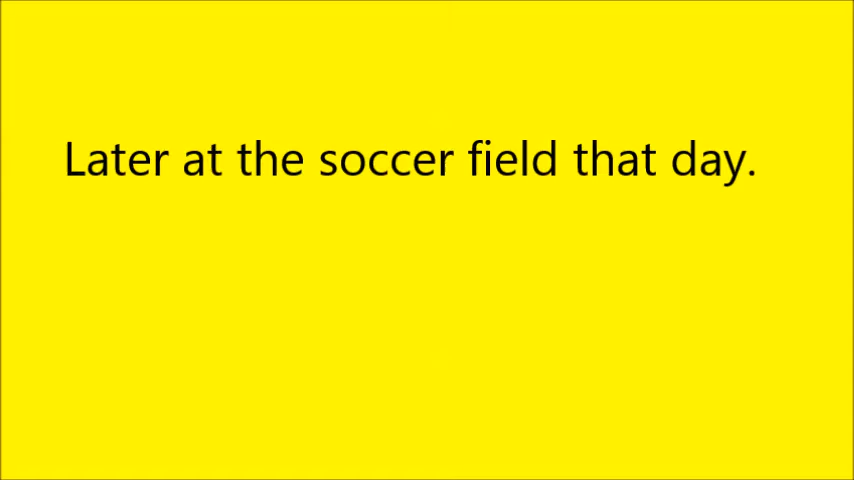 Later at the soccer field that day.